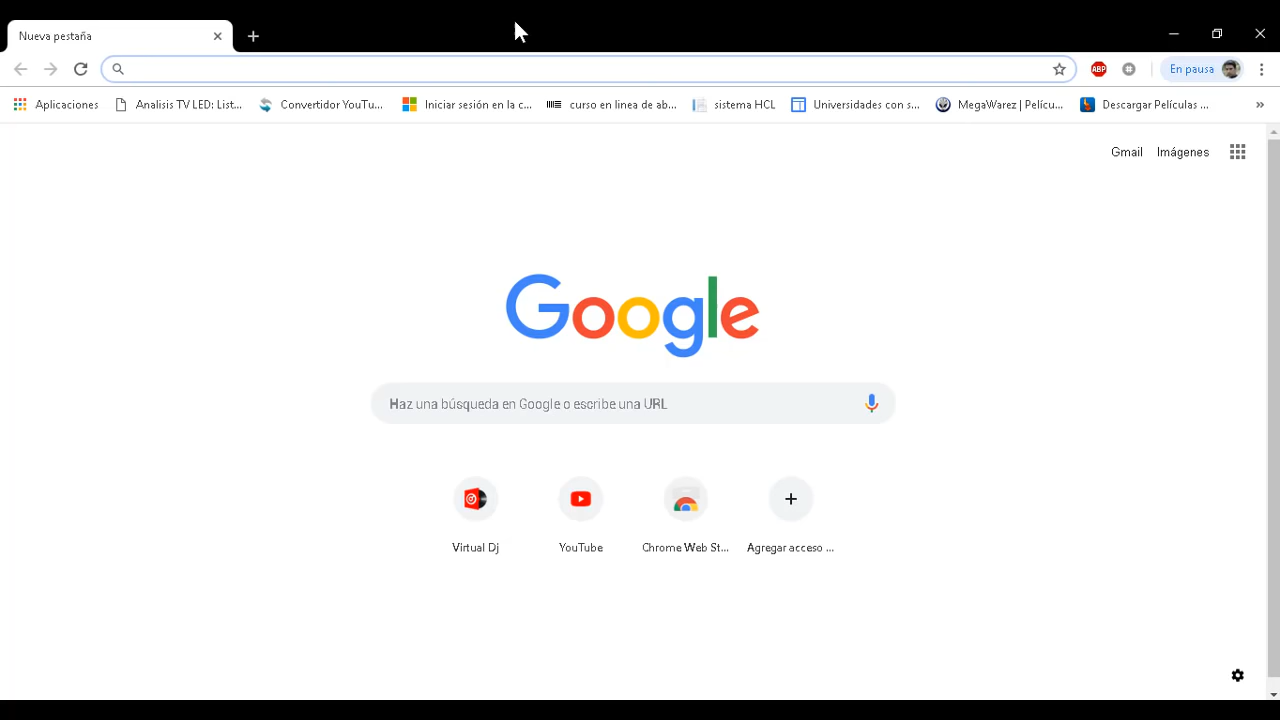 Nueva pestaña
ABP
En pausa
Aplicaciones
Analisis TV LED: List...
Convertidor YouTu...
Iniciar sesión en la c...
curso en linea de ab...
sistema HCL
Universidades con s...
MegaWarez | Pelícu...
Descargar Películas ...
»
Gmail
Imágenes
Google
Haz una búsqueda en Google o escribe una URL
Virtual Dj
YouTube
Chrome Web St...
Agregar acceso ...